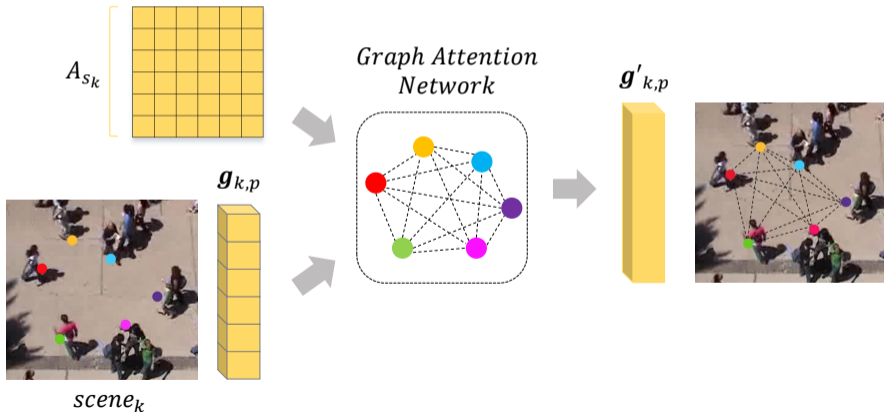 A_{s_k}
Graph Attention
Network
g'_{k,p}
g_{k,p}
scene_k